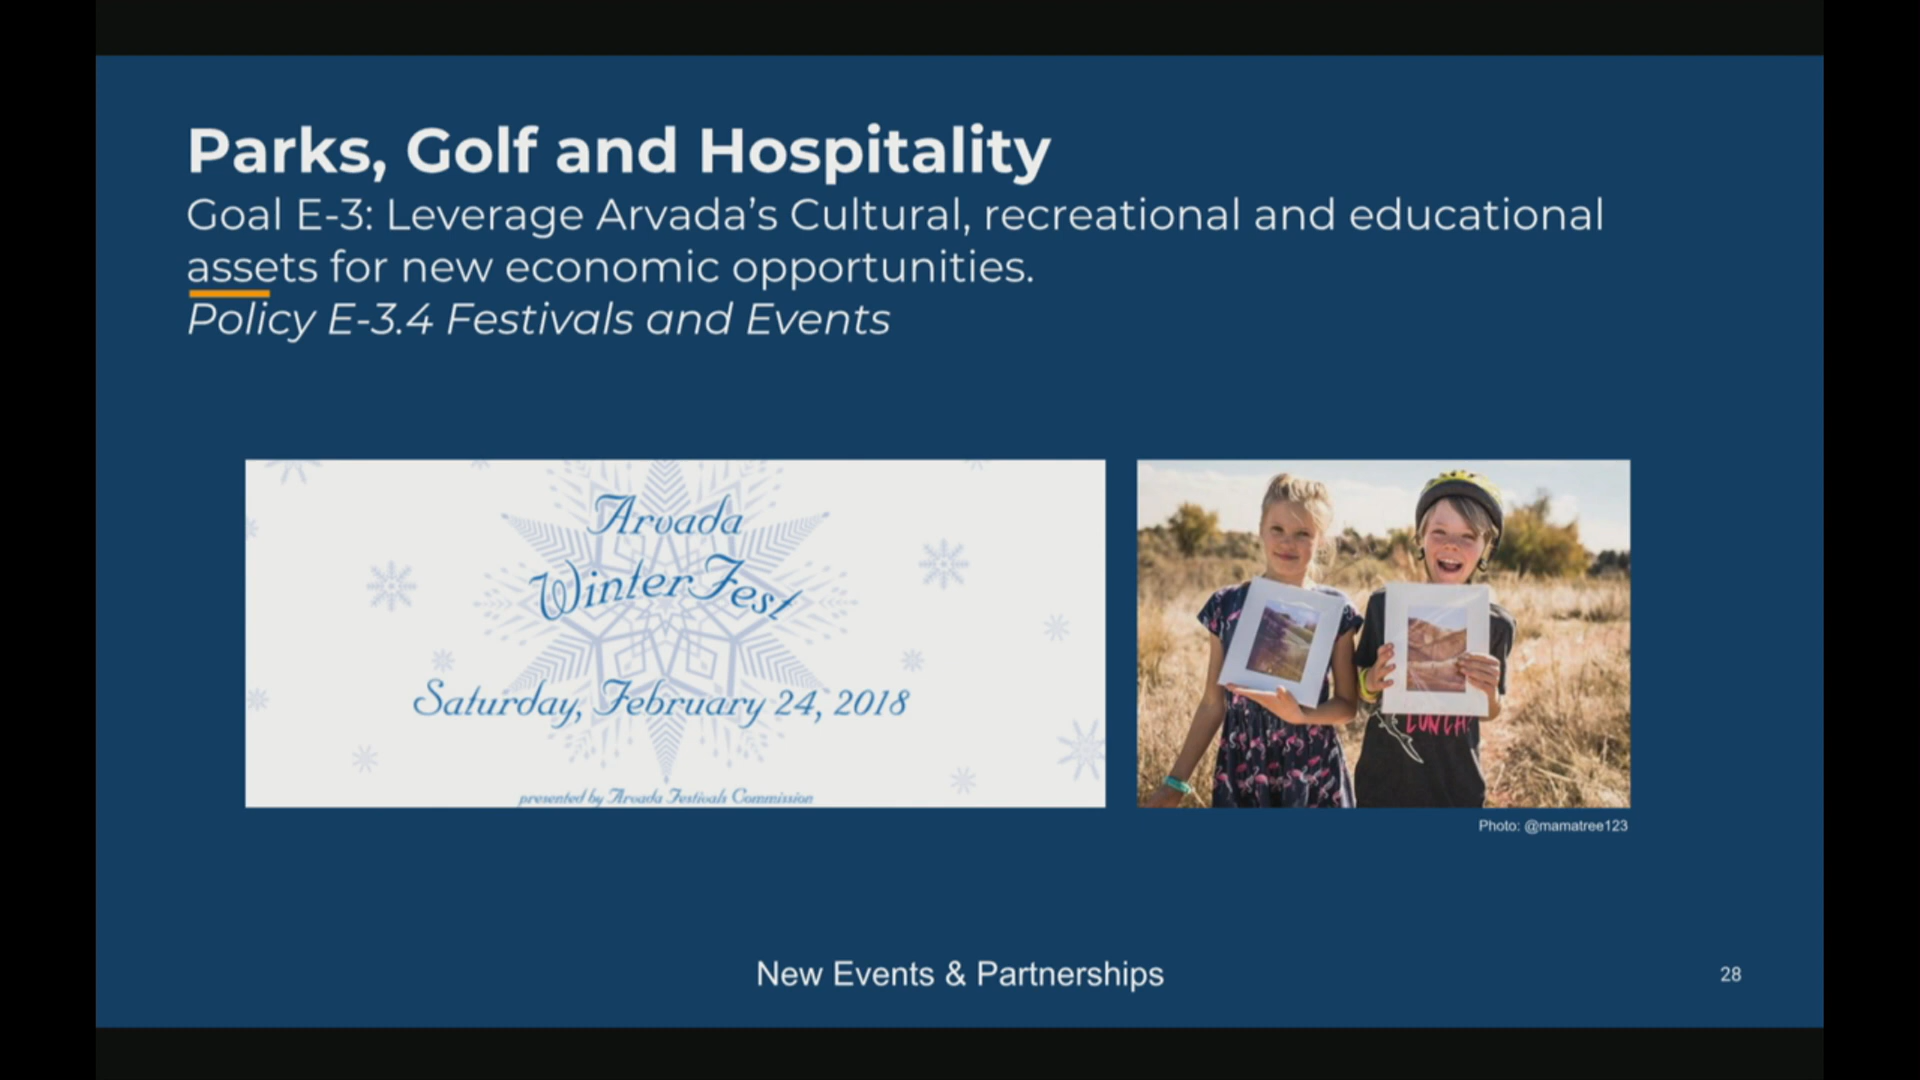 Parks, Golf and Hospitality
Goal E-3: Leverage Arvada's Cultural, recreational and educational
assets for new economic opportunities.
Policy E-3.4 Festivals and Events
Arvada
WinterFest
Saturday, February 24, 2018
presented by Arvada Festivals Commission
LUNCH?
Photo: @mamatree123
New Events & Partnerships
28